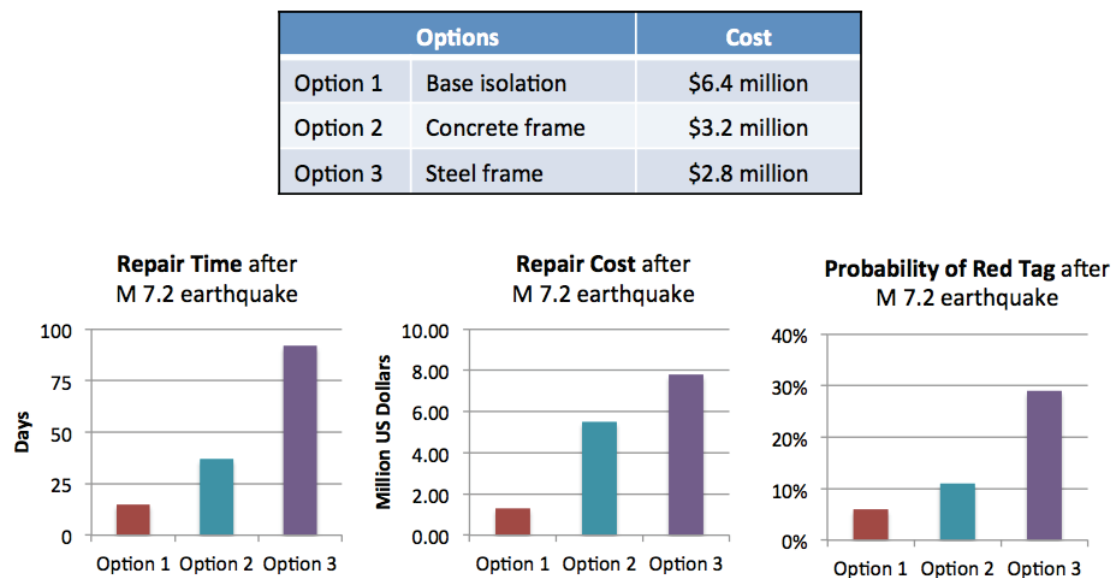 Options Cost
Option 1 Base isolation $6.4 million
Option 2 Concrete frame $3.2 million
Option 3 Steel frame $2.8 million
Repair Time after
M 7.2 earthquake
100
75
50
25
0
Days
Option 1 Option 2 Option 3
Repair Cost after
M 7.2 earthquake
10.00
8.00
6.00
4.00
2.00
0.00
Million US Dollars
Option 1 Option 2 Option 3
Probability of Red Tag after
M 7.2 earthquake
40%
30%
20%
10%
0%
Option 1 Option 2 Option 3